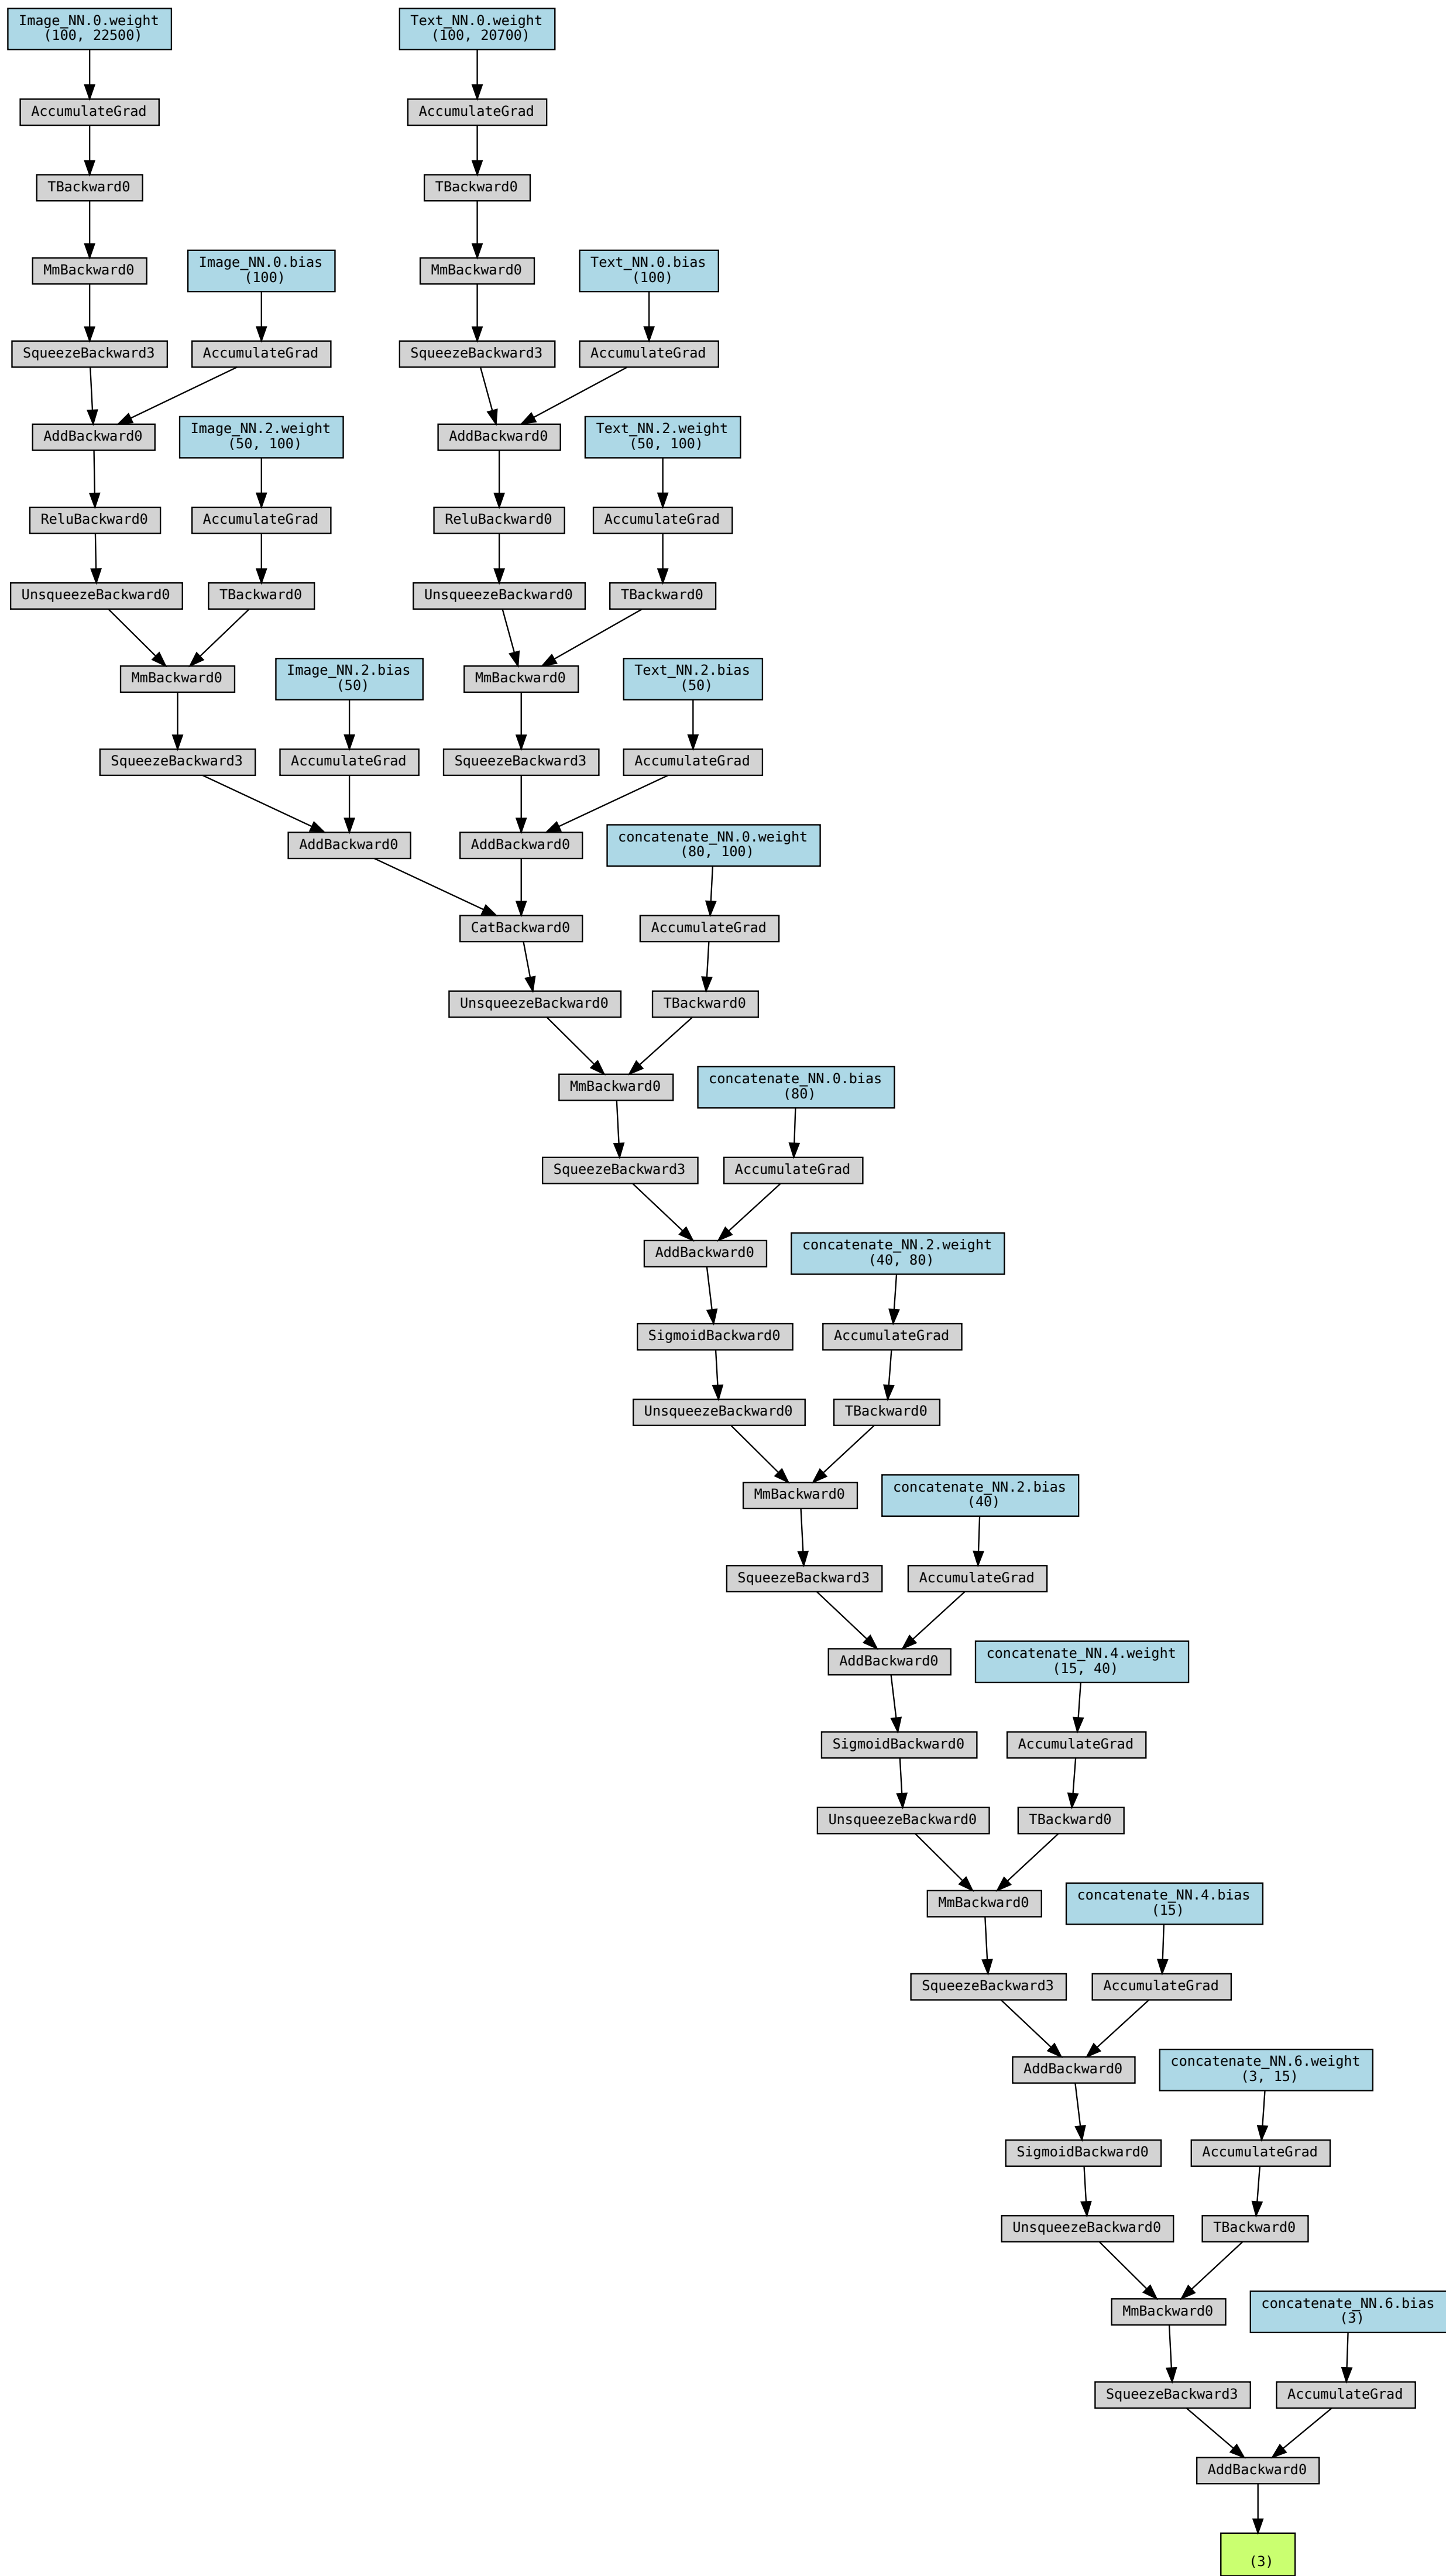 Image_NN.0.weight
(100, 22500)
Text_NN.0.weight
(100, 20700)
AccumulateGrad
AccumulateGrad
TBackward0
TBackward0
MmBackward0
Image_NN.0.bias
(100)
MmBackward0
Text_NN.0.bias
(100)
SqueezeBackward3
AccumulateGrad
SqueezeBackward3
AccumulateGrad
AddBackward0
Image_NN.2.weight
(50, 100)
AddBackward0
Text_NN.2.weight
(50, 100)
ReluBackward0
AccumulateGrad
ReluBackward0
AccumulateGrad
UnsqueezeBackward0
TBackward0
UnsqueezeBackward0
TBackward0
MmBackward0
Image_NN.2.bias
(50)
MmBackward0
Text_NN.2.bias
(50)
SqueezeBackward3
AccumulateGrad
SqueezeBackward3
AccumulateGrad
AddBackward0
AddBackward0
concatenate_NN.0.weight
(80, 100)
CatBackward0
AccumulateGrad
UnsqueezeBackward0
TBackward0
MmBackward0
concatenate_NN.0.bias
(80)
SqueezeBackward3
AccumulateGrad
AddBackward0
concatenate_NN.2.weight
(40, 80)
SigmoidBackward0
AccumulateGrad
UnsqueezeBackward0
TBackward0
MmBackward0
concatenate_NN.2.bias
(40)
SqueezeBackward3
AccumulateGrad
AddBackward0
concatenate_NN.4.weight
(15, 40)
SigmoidBackward0
AccumulateGrad
UnsqueezeBackward0
TBackward0
MmBackward0
concatenate_NN.4.bias
(15)
SqueezeBackward3
AccumulateGrad
AddBackward0
concatenate_NN.6.weight
(3, 15)
SigmoidBackward0
AccumulateGrad
UnsqueezeBackward0
TBackward0
MmBackward0
concatenate_NN.6.bias
(3)
SqueezeBackward3
AccumulateGrad
AddBackward0
(3)